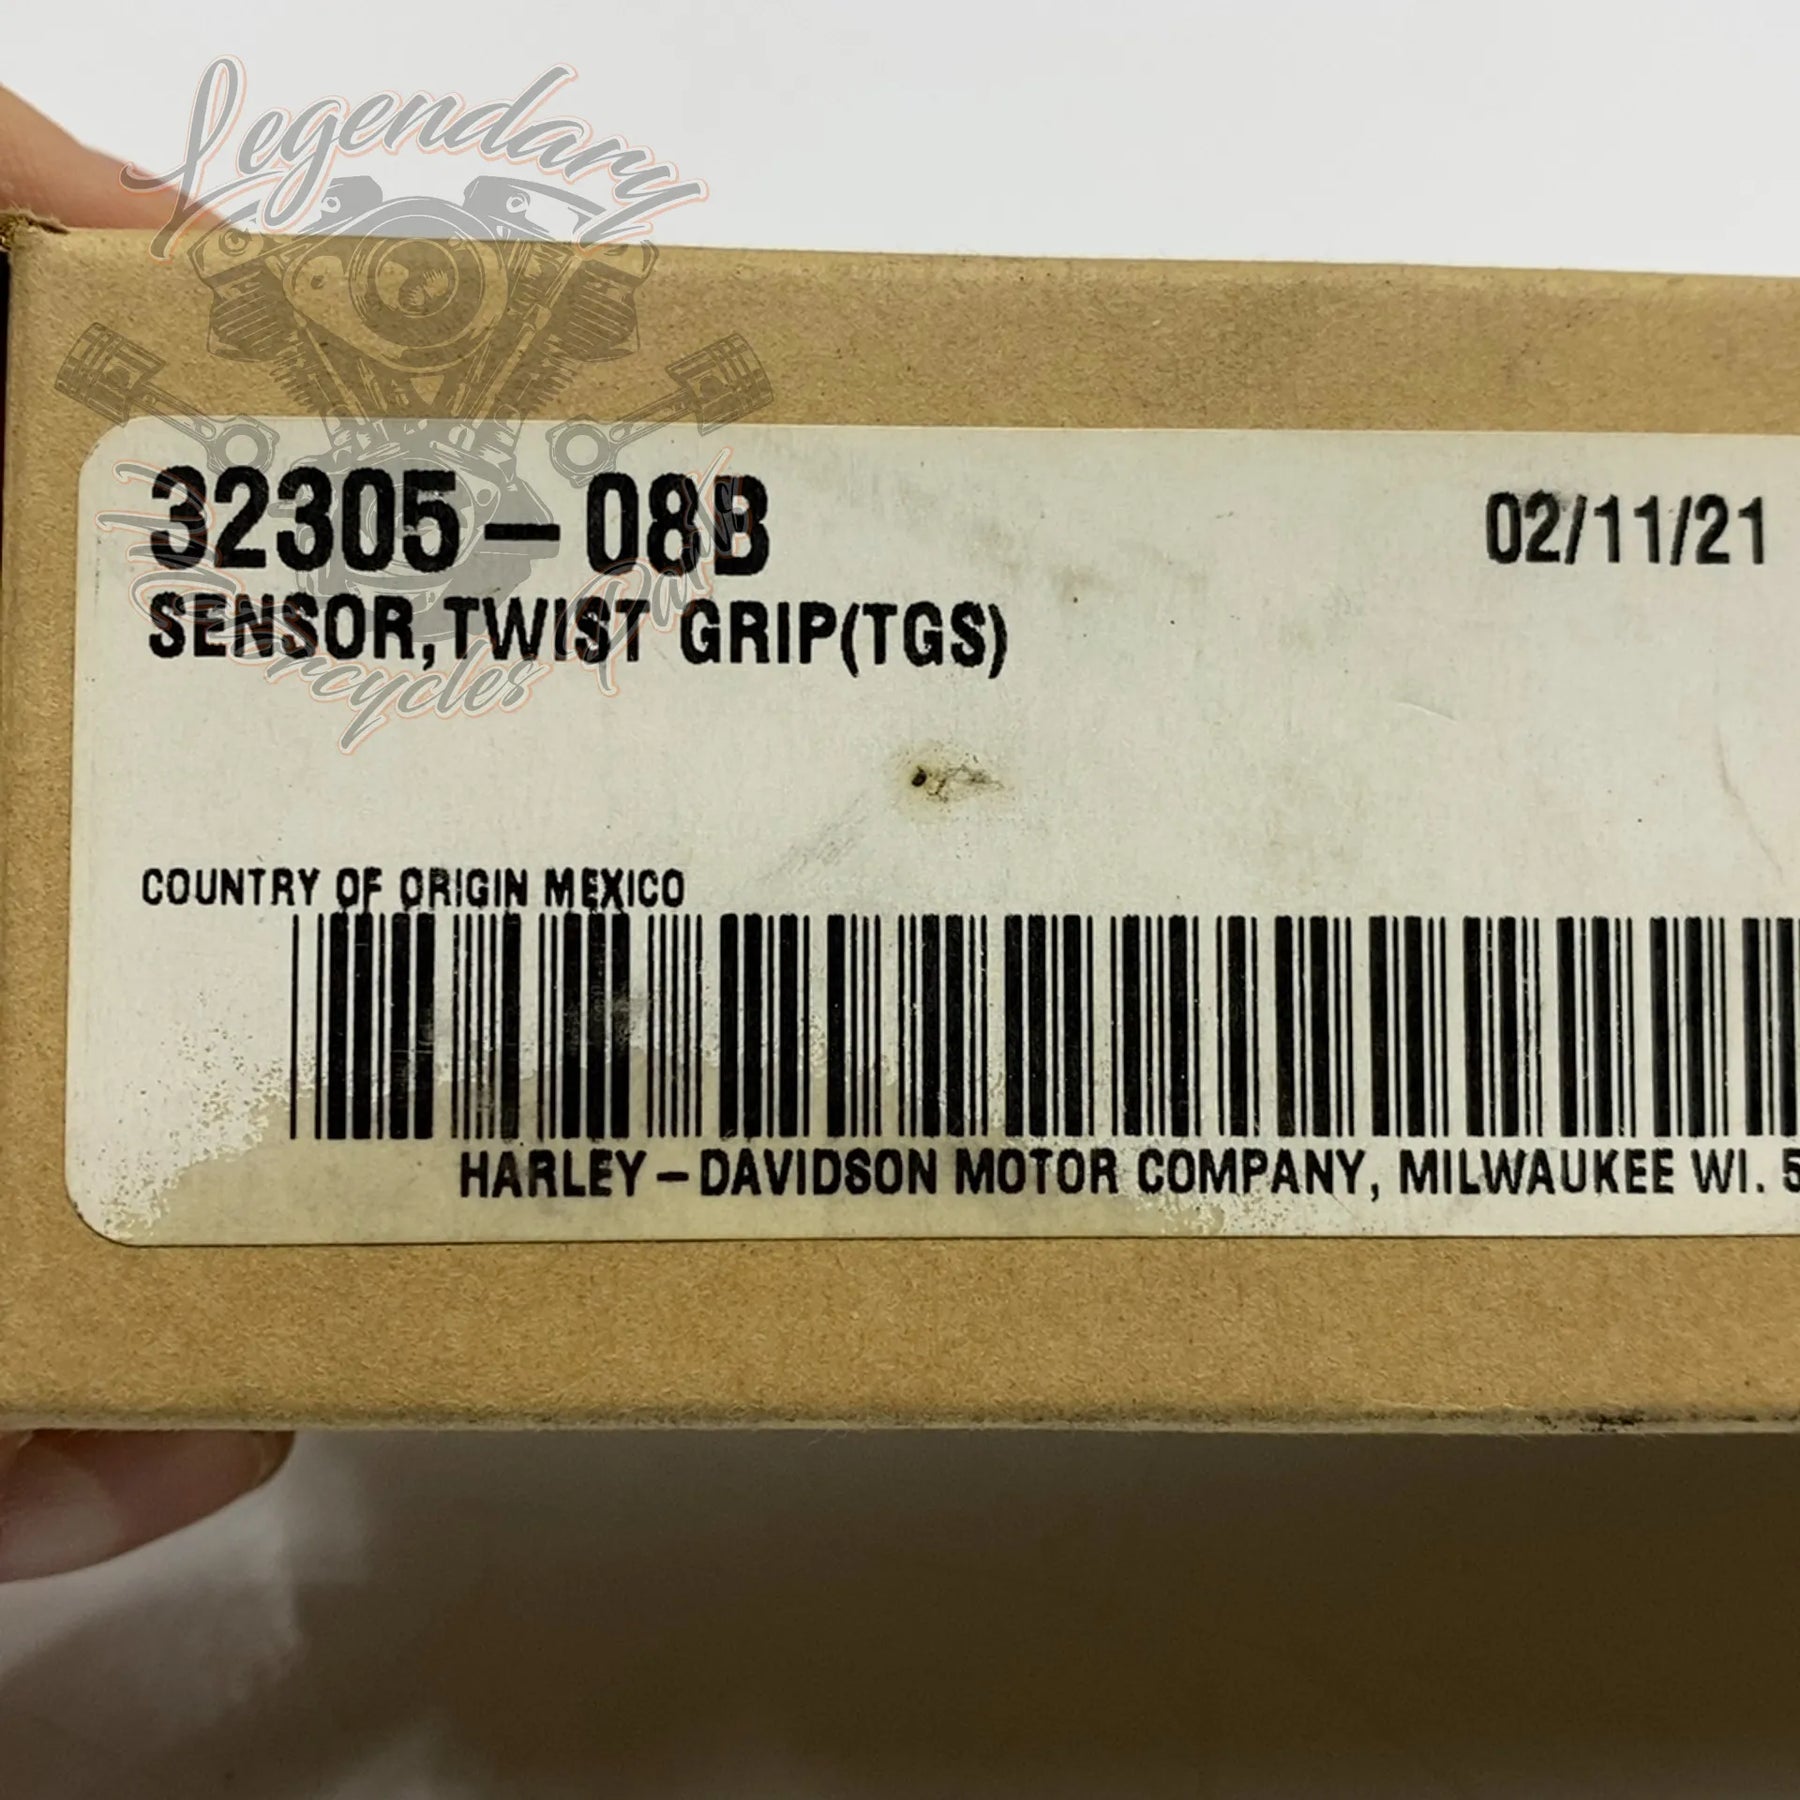 Legendary
32305-08B
02/11/21
Motorcycles Parts
SENSOR,TWIST GRIP(TGS)
COUNTRY OF ORIGIN MEXICO
HARLEY-DAVIDSON MOTOR COMPANY, MILWAUKEE WI. 5